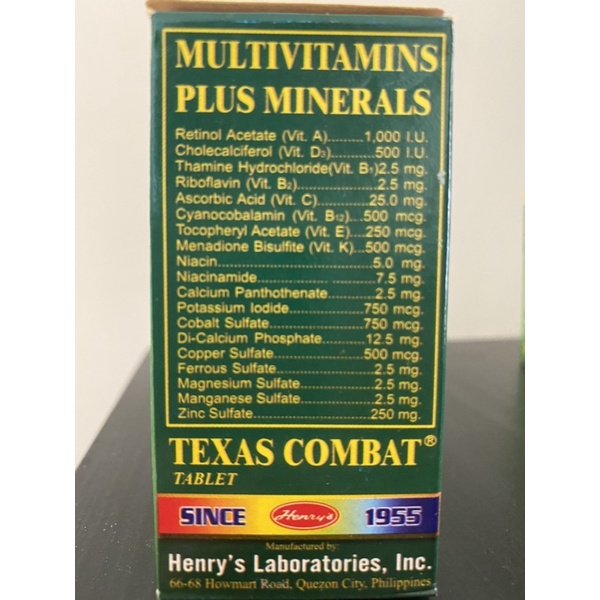 MULTIVITAMINS
PLUS MINERALS
Retinol Acetate (Vit. A)..........1,000 I.U.
Cholecalciferol (Vit. D3)..........500 I.U.
Thamine Hydrochloride(Vit. B1)2.5 mg.
Riboflavin (Vit. B2)....................2.5 mg.
Ascorbic Acid (Vit. C).............25.0 mg.
Cyanocobalamin (Vit. B12)...500 mcg.
Tocopheryl Acetate (Vit. E)...250 mcg.
Menadione Bisulfite (Vit. K)...500 mcg.
Niacin......................................5.0 mg.
Niacinamide.............................7.5 mg.
Calcium Panthothenate...........2.5 mg.
Potassium Iodide..................750 mcg.
Cobalt Sulfate.......................750 mcg.
Di-Calcium Phosphate...........12.5 mg.
Copper Sulfate......................500 mcg.
Ferrous Sulfate........................2.5 mg.
Magnesium Sulfate..................2.5 mg.
Manganese Sulfate..................2.5 mg.
Zinc Sulfate............................250 mg.
TEXAS COMBAT®
TABLET
SINCE Henry's 1955
Manufactured by:
Henry's Laboratories, Inc.
66-68 Howmart Road, Quezon City, Philippines